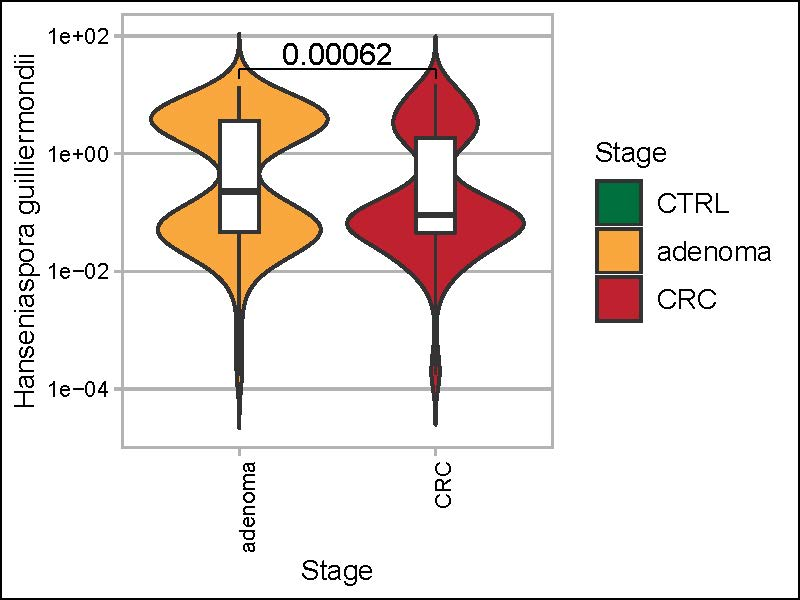 Hanseniaspora guilliermondii
1e+02
1e+00
1e−02
1e−04
0.00062
adenoma
CRC
Stage
Stage
CTRL
adenoma
CRC